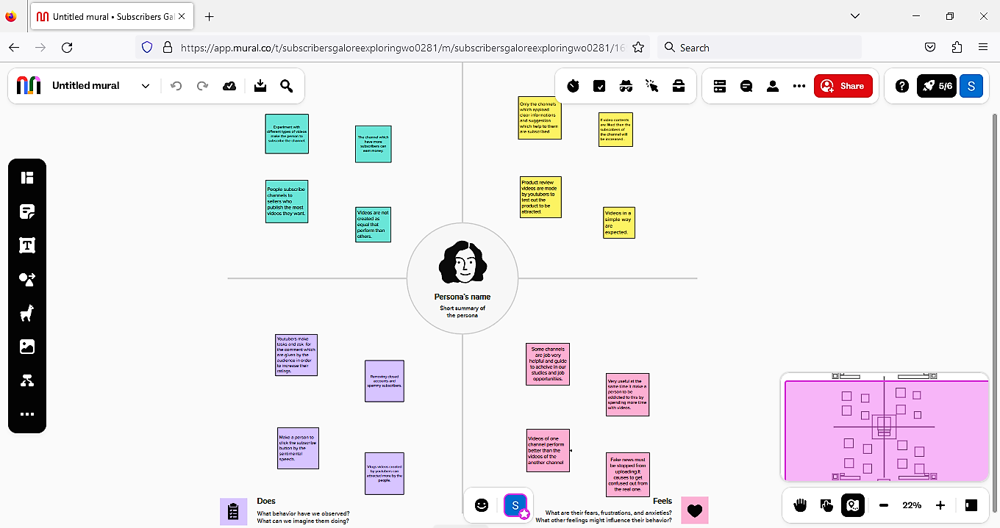 Untitled mural • Subscribers Gal
https://app.mural.co/t/subscribersgaloreexploringwo0281/m/subscribersgaloreexploringwo0281/16
Search
Untitled mural
Share
5/6
S
Experiment with
different types of videos
make the person to
subscribe the channel.
The channel which
have more
subscribers can
earn money.
People subscribe
channels to
sellers who
publish the most
videos they want.
Videos are not
created as
equal that
perform than
others.
Only the channels
which appload
clear informations
and suggestion
which help to them
are subscribed
If video contents
are liked then the
subscribers of
the channel will
be increased.
Product review
videos are made
by youtubers to
test out the
product to be
attracted.
Videos in a
simple way
are
expected.
Persona's name
Short summary of
the persona
Youtubers make
tasks and ask for
the comment which
are given by the
audience in order
to increase their
ratings.
Removing closed
accounts and
spammy subscribers.
Make a person to
click the subscribe
button by the
sentimental
speech.
Vlogs videos created
by youtubers can
attracted more by the
people.
Some channels
are job very
helpful and guide
to acheive in our
studies and job
opportunities.
Very useful at the
same time it make a
person to be
addicted to this by
spending more time
with videos.
Videos of one
channel perform
better than the
videos of the
another channel
Fake news must
be stopped from
uploading.It
causes to get
confused out from
the real one.
Does
What behavior have we observed?
What can we imagine them doing?
S
Feels
What are their fears, frustrations, and anxieties?
What other feelings might influence their behavior?
22%